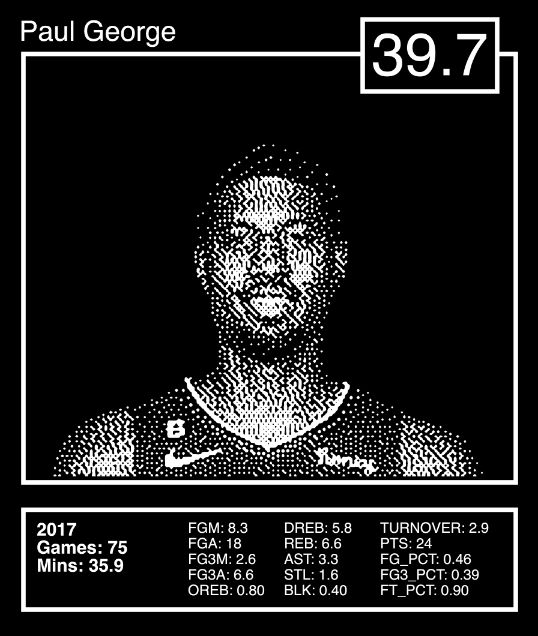 Paul George
39.7
2017
Games: 75
Mins: 35.9
FGM: 8.3
FGA: 18
FG3M: 2.6
FG3A: 6.6
OREB: 0.80
DREB: 5.8
REB: 6.6
AST: 3.3
STL: 1.6
BLK: 0.40
TURNOVER: 2.9
PTS: 24
FG_PCT: 0.46
FG3_PCT: 0.39
FT_PCT: 0.90